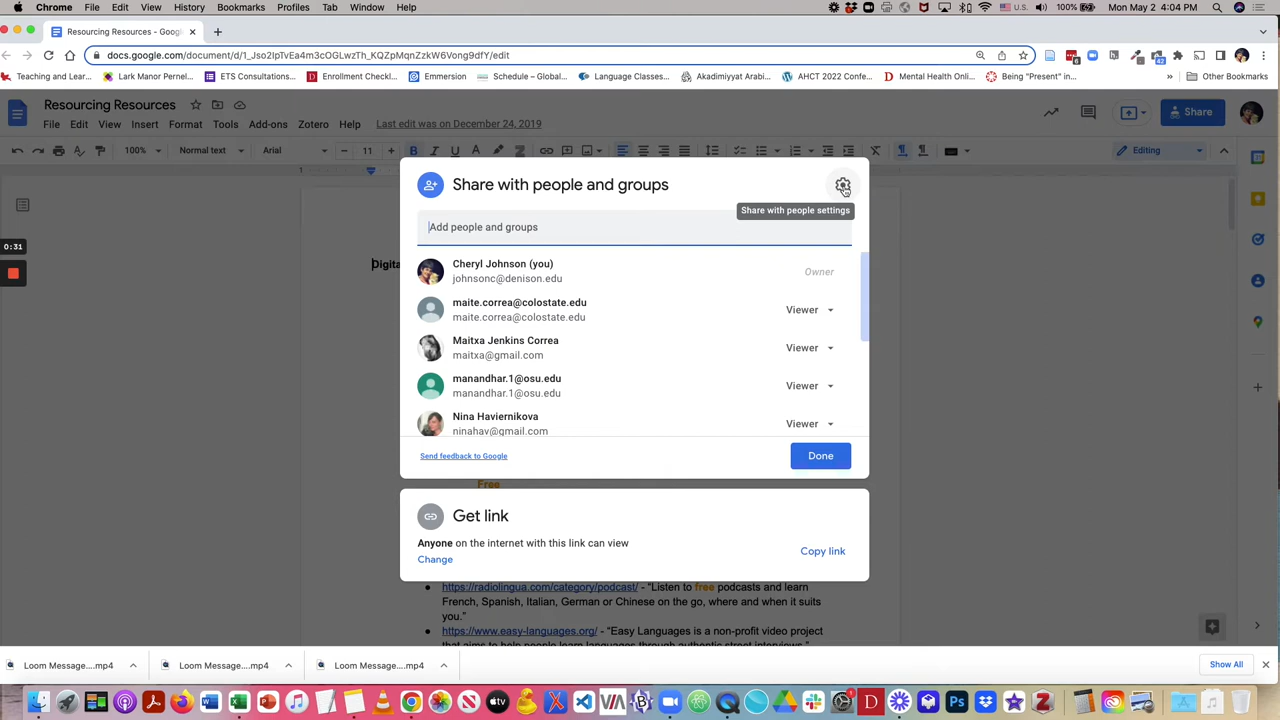 Chrome File Edit View History Bookmarks Profiles Tab Window Help
U.S. 100% Mon May 2 4:04 PM
Resourcing Resources - Googl
docs.google.com/document/d/1_Jso2IpTvEa4m3cOGLwzTh_KQZpMqnZzkW6Vong9dfY/edit
Teaching and Lear... Lark Manor Pernel... ETS Consultations... Enrollment Checkl... Emmersion Schedule – Global... Language Classes... Akadimiyyat Arabi... AHCT 2022 Confe... Mental Health Onli... Being "Present" in... » Other Bookmarks
Resourcing Resources
Share
File Edit View Insert Format Tools Add-ons Zotero Help Last edit was on December 24, 2019
100% Normal text Arial 11 Editing
Share with people and groups
Share with people settings
Add people and groups
0:31
Digita
Cheryl Johnson (you)
johnsonc@denison.edu
Owner
maite.correa@colostate.edu
maite.correa@colostate.edu
Viewer
Maitxa Jenkins Correa
maitxa@gmail.com
Viewer
manandhar.1@osu.edu
manandhar.1@osu.edu
Viewer
Nina Haviernikova
ninahav@gmail.com
Viewer
Send feedback to Google
Done
Free
Get link
Anyone on the internet with this link can view
Change
Copy link
https://radiolingua.com/category/podcast/ - "Listen to free podcasts and learn
French, Spanish, Italian, German or Chinese on the go, where and when it suits
you."
https://www.easy-languages.org/ - "Easy Languages is a non-profit video project
that aims to help people learn languages through authentic street interviews,"
Loom Message....mp4 Loom Message....mp4 Loom Message....mp4 Show All